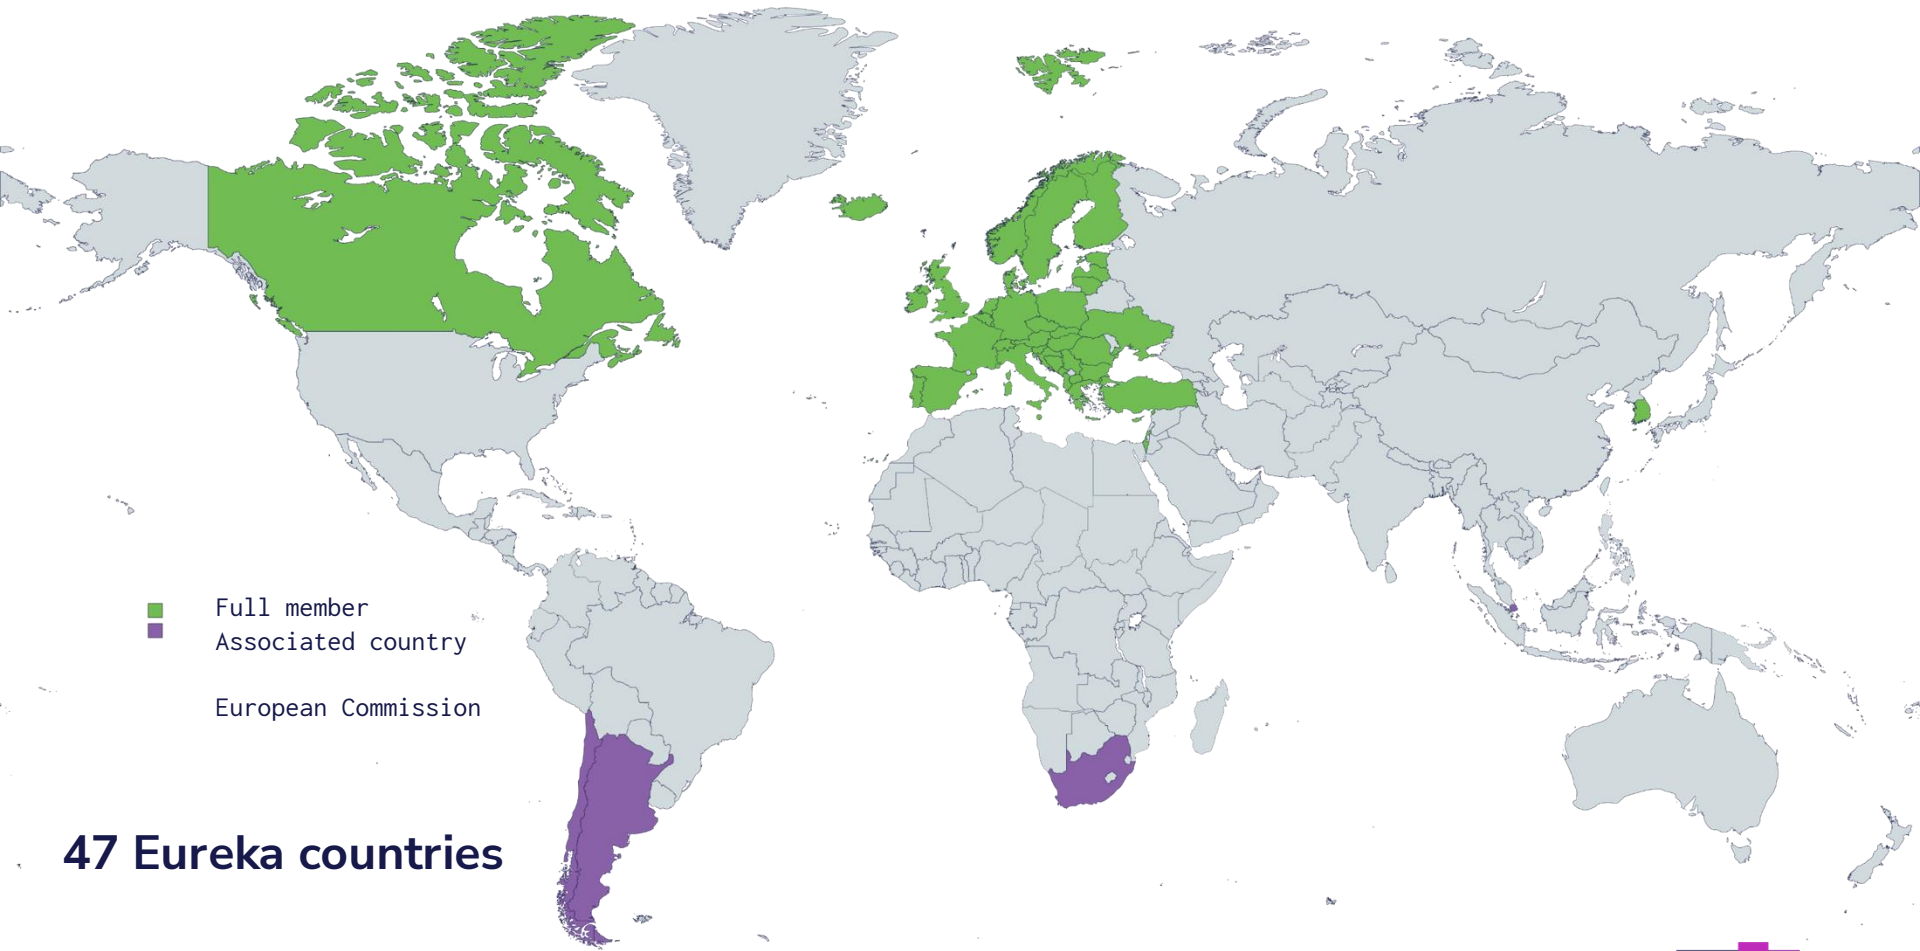 Full member
Associated country
European Commission
47 Eureka countries